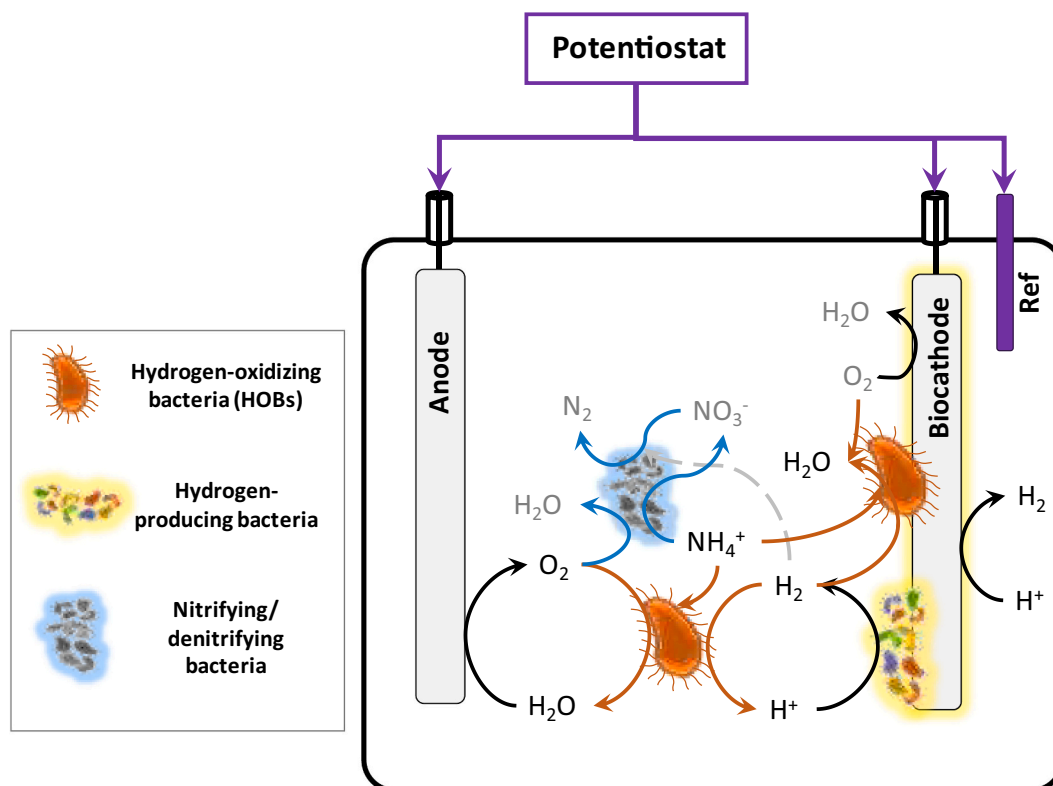 Potentiostat
Anode
Biocathode
Ref
Hydrogen-oxidizing
bacteria (HOBs)
Hydrogen-
producing bacteria
Nitrifying/
denitrifying
bacteria
H₂O
O₂
N₂
NO₃⁻
H₂O
H₂O
H₂
O₂
NH₄⁺
H₂
H⁺
H₂O
H⁺